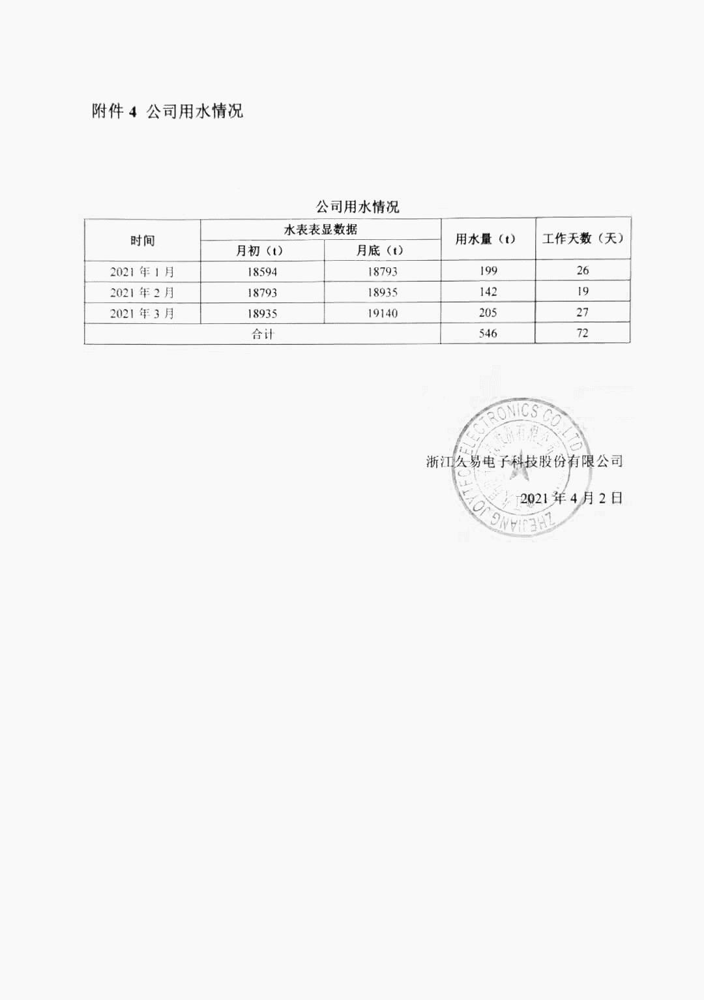 附件 4 公司用水情况
公司用水情况
时间 水表表显数据 用水量（t） 工作天数（天）
月初（t） 月底（t）
2021 年 1 月 18594 18793 199 26
2021 年 2 月 18793 18935 142 19
2021 年 3 月 18935 19140 205 27
合计 546 72
浙江久易电子科技股份有限公司
2021 年 4 月 2 日
ZHEJIANG JOYTECH ELECTRONICS CO.,LTD